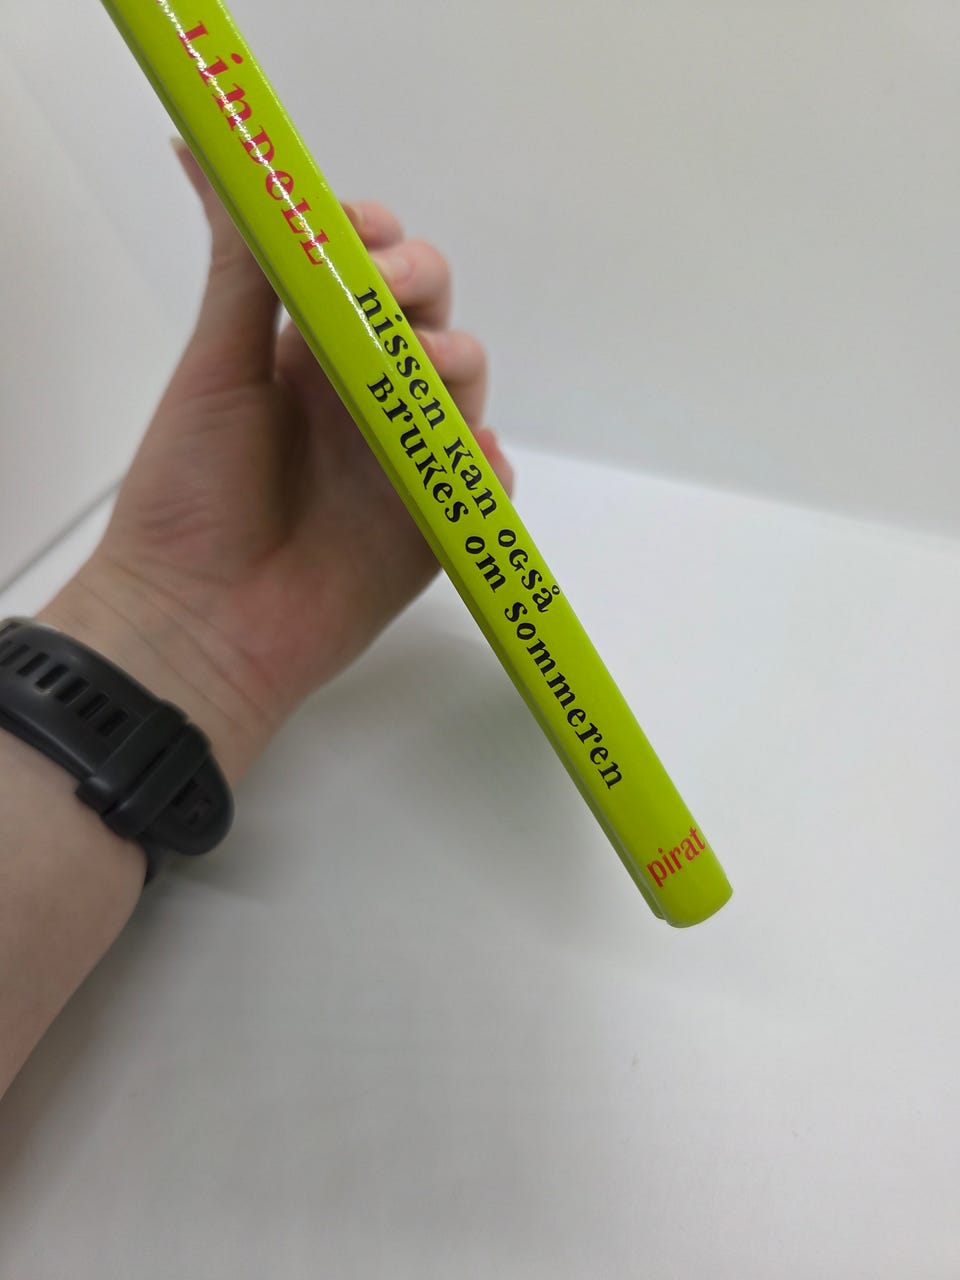 Lindell
nissen kan også
brukes om sommeren
pirat